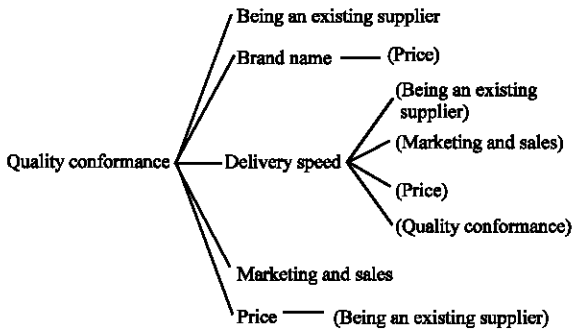 Being an existing supplier
Brand name
(Price)
(Being an existing
supplier)
(Marketing and sales)
Quality conformance
Delivery speed
(Price)
(Quality conformance)
Marketing and sales
Price
(Being an existing supplier)